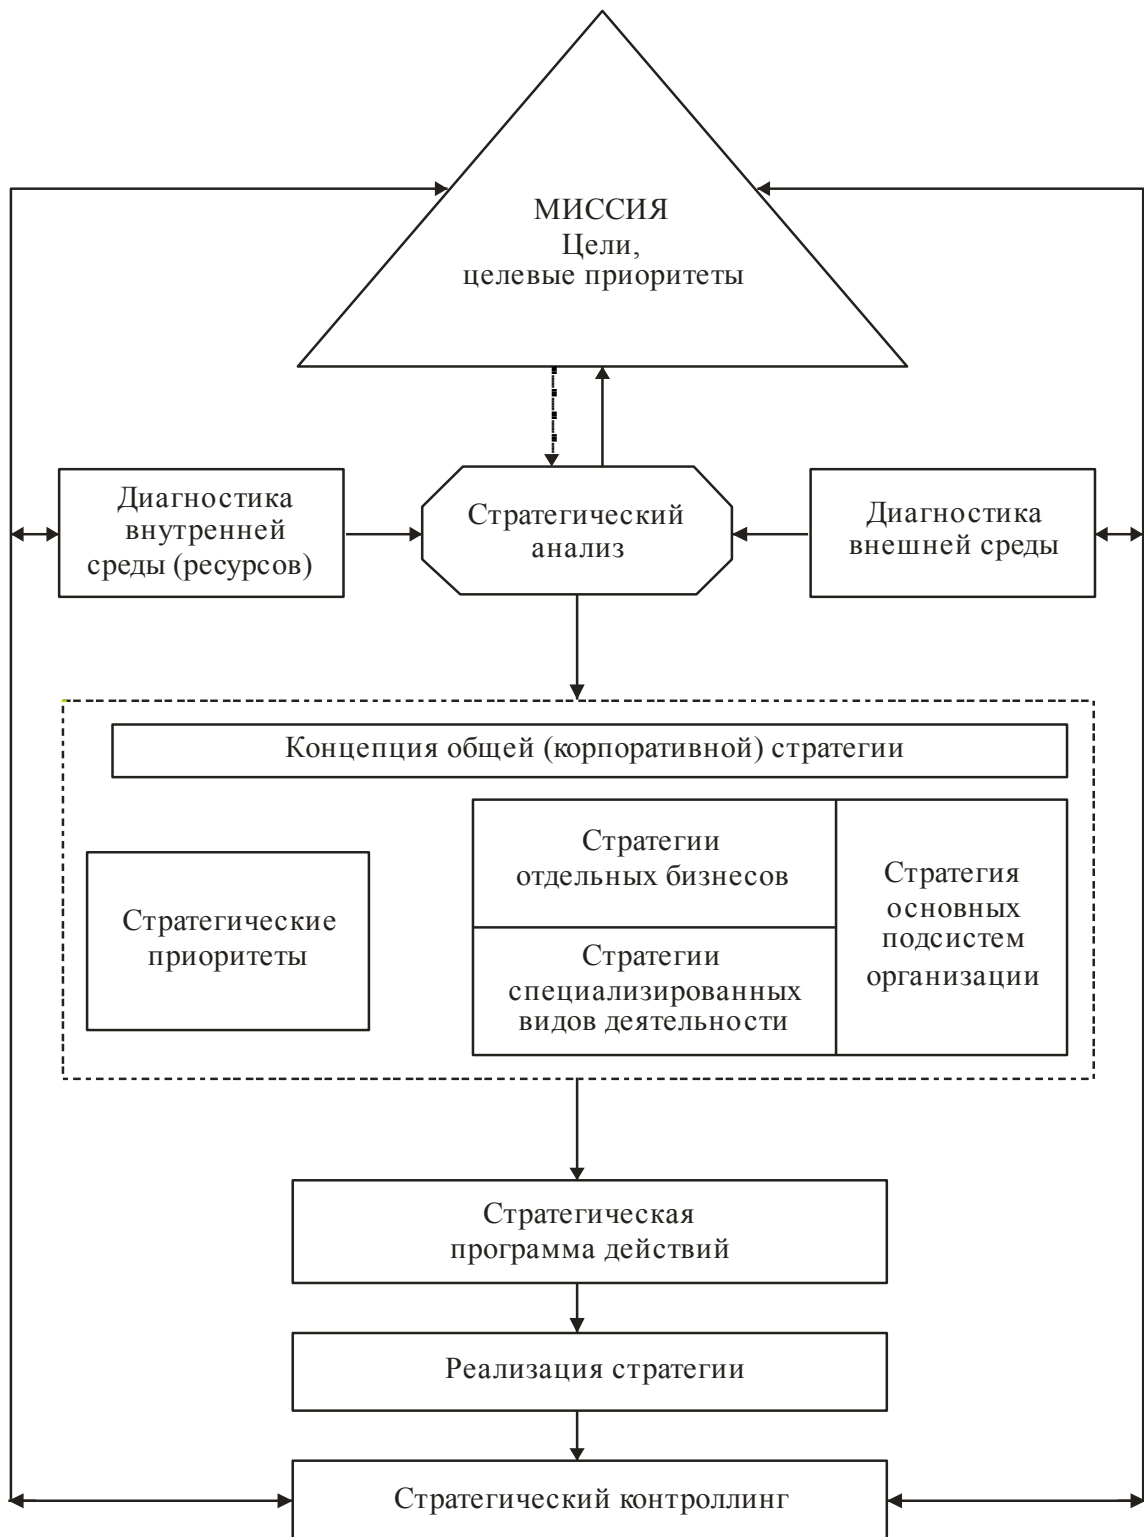 МИССИЯ
Цели,
целевые приоритеты
Диагностика
внутренней
среды (ресурсов)
Стратегический
анализ
Диагностика
внешней среды
Концепция общей (корпоративной) стратегии
Стратегические
приоритеты
Стратегии
отдельных бизнесов
Стратегии
специализированных
видов деятельности
Стратегия
основных
подсистем
организации
Стратегическая
программа действий
Реализация стратегии
Стратегический контроллинг